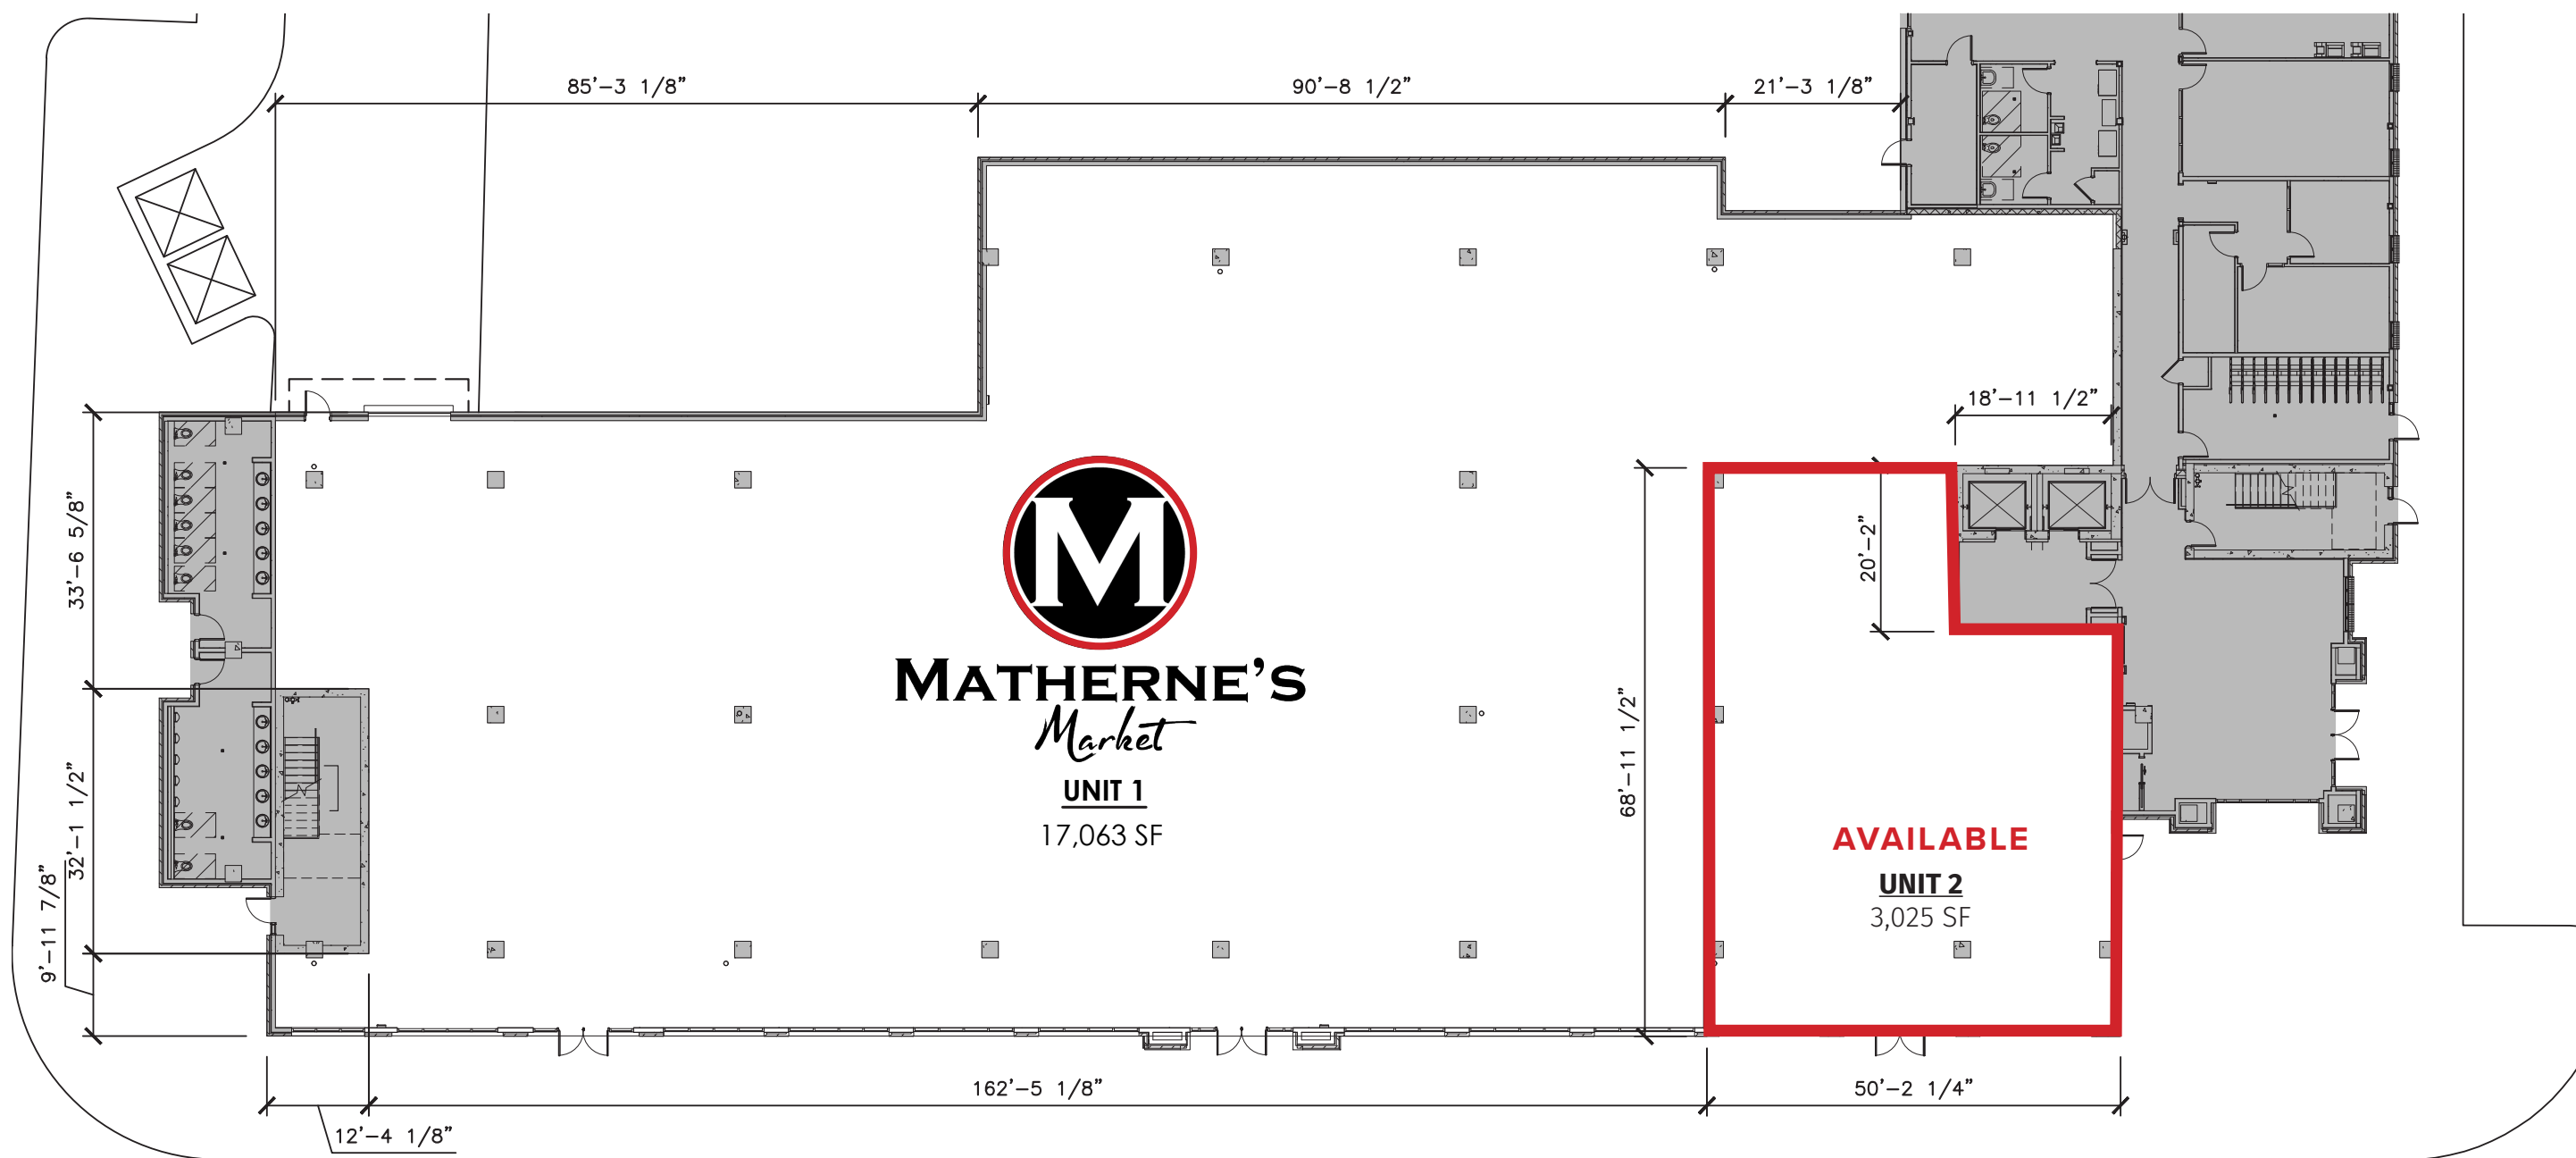 85'-3 1/8"
90'-8 1/2"
21'-3 1/8"
18'-11 1/2"
33'-6 5/8"
20'-2"
M
MATHERNE'S
Market
UNIT 1
17,063 SF
68'-11 1/2"
32'-1 1/2"
9'-11 7/8"
AVAILABLE
UNIT 2
3,025 SF
162'-5 1/8"
50'-2 1/4"
12'-4 1/8"